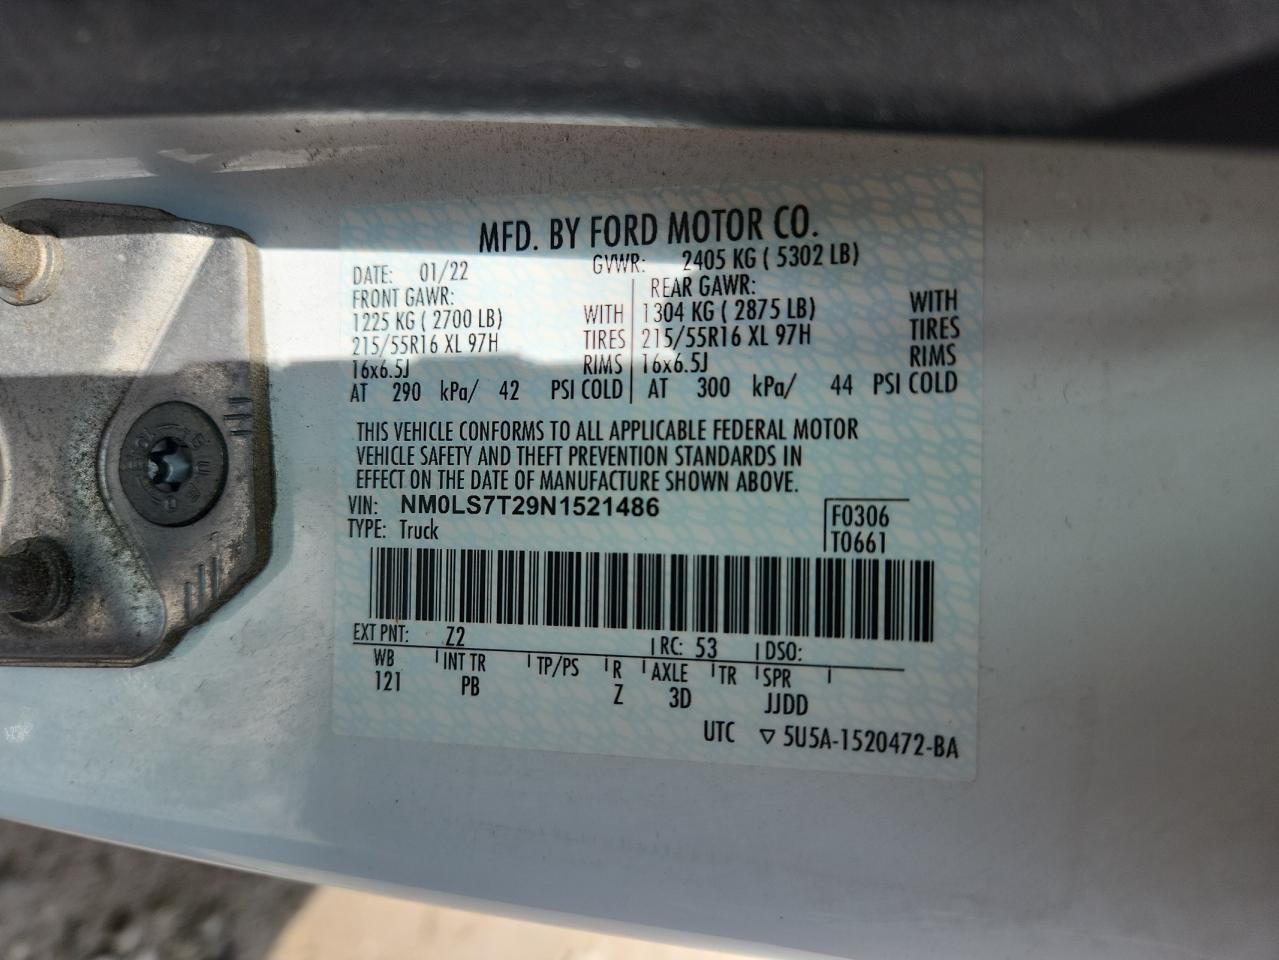 MFD. BY FORD MOTOR CO.
DATE: 01/22 GVWR: 2405 KG ( 5302 LB)
FRONT GAWR: REAR GAWR:
1225 KG ( 2700 LB) WITH 1304 KG ( 2875 LB) WITH
215/55R16 XL 97H TIRES 215/55R16 XL 97H TIRES
16x6.5J RIMS 16x6.5J RIMS
AT 290 kPa/ 42 PSI COLD AT 300 kPa/ 44 PSI COLD
THIS VEHICLE CONFORMS TO ALL APPLICABLE FEDERAL MOTOR
VEHICLE SAFETY AND THEFT PREVENTION STANDARDS IN
EFFECT ON THE DATE OF MANUFACTURE SHOWN ABOVE.
VIN: NM0LS7T29N1521486 F0306
TYPE: Truck T0661
EXT PNT: Z2 RC: 53 DSO:
WB INT TR TP/PS R AXLE TR SPR
121 PB Z 3D JJDD
UTC ▽ 5U5A-1520472-BA